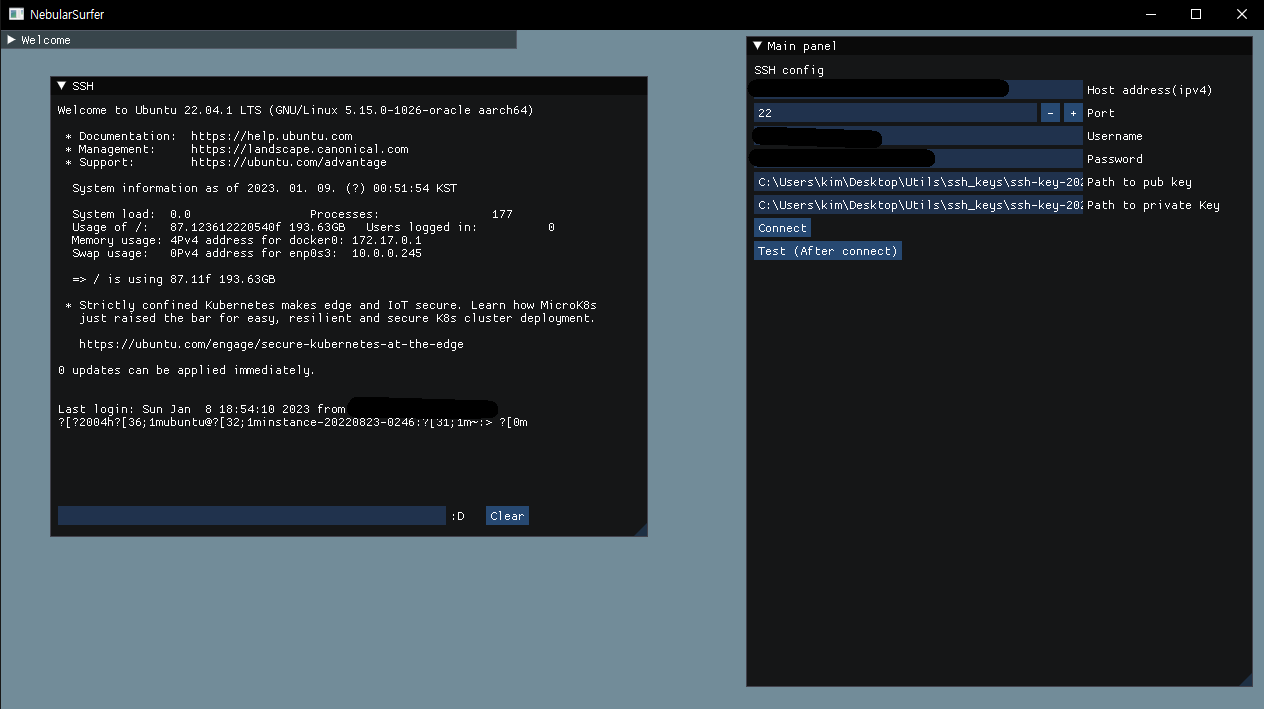 NebularSurfer
Welcome
SSH
Welcome to Ubuntu 22.04.1 LTS (GNU/Linux 5.15.0-1026-oracle aarch64)
* Documentation:  https://help.ubuntu.com
* Management:     https://landscape.canonical.com
* Support:        https://ubuntu.com/advantage
System information as of 2023. 01. 09. (?) 00:51:54 KST
System load:  0.0                Processes:                177
Usage of /:   87.123612220540f 193.63GB   Users logged in:          0
Memory usage: 4Pv4 address for docker0: 172.17.0.1
Swap usage:   0Pv4 address for enp0s3:  10.0.0.245
=> / is using 87.11f 193.63GB
* Strictly confined Kubernetes makes edge and IoT secure. Learn how MicroK8s
just raised the bar for easy, resilient and secure K8s cluster deployment.
https://ubuntu.com/engage/secure-kubernetes-at-the-edge
0 updates can be applied immediately.
Last login: Sun Jan  8 18:54:10 2023 from
?[?2004h?[36;1mubuntu@?[32;1minstance-20220823-0246:?[31;1m~:> ?[0m
:D
Clear
Main panel
SSH config
Host address(ipv4)
22 - + Port
Username
Password
C:\Users\kim\Desktop\Utils\ssh_keys\ssh-key-202 Path to pub key
C:\Users\kim\Desktop\Utils\ssh_keys\ssh-key-202 Path to private Key
Connect
Test (After connect)